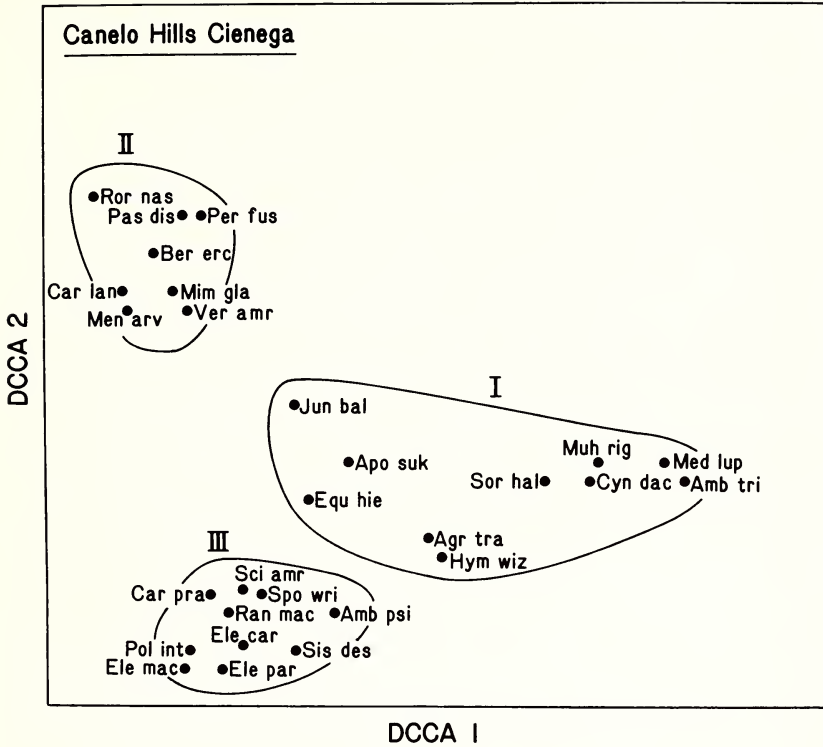 Canelo Hills Cienega
II
Ror nas
Pas dis
Per fus
Ber erc
Car lan
Mim gla
Men arv
Ver amr
DCCA 2
I
Jun bal
Apo suk
Muh rig
Med lup
Sor hal
Cyn dac
Amb tri
Equ hie
Agr tra
Hym wiz
III
Sci amr
Car pra
Spo wri
Ran mac
Amb psi
Ele car
Pol int
Sis des
Ele mac
Ele par
DCCA I